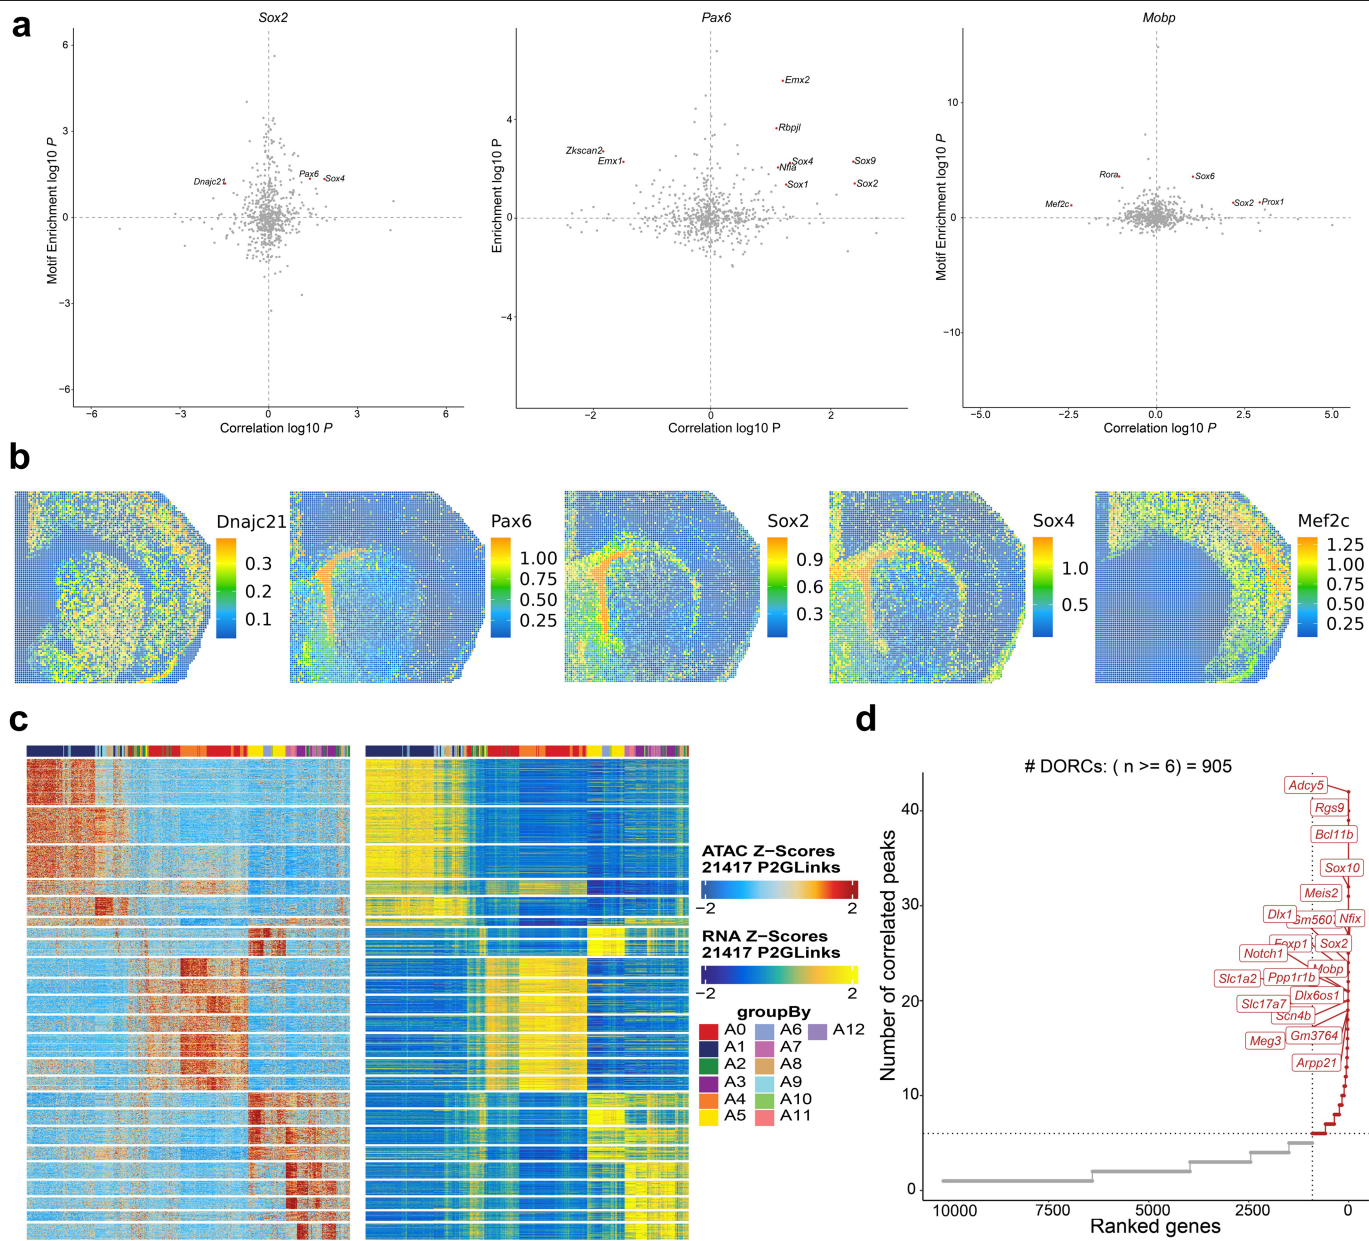 a
Sox2
Motif Enrichment log10 P
6
3
0
−3
−6
−6
−3
0
3
6
Correlation log10 P
Dnajc21
Pax6
Sox4
Pax6
Enrichment log10 P
4
0
−4
−2
0
2
Correlation log10 P
Emx2
Rbpjl
Zkscan2
Emx1
Sox4
Nfia
Sox9
Sox1
Sox2
Mobp
Motif Enrichment log10 P
10
0
−10
−5.0
−2.5
0.0
2.5
5.0
Correlation log10 P
Rora
Sox6
Mef2c
Sox2
Prox1
b
Dnajc21
0.3
0.2
0.1
Pax6
1.00
0.75
0.50
0.25
Sox2
0.9
0.6
0.3
Sox4
1.0
0.5
Mef2c
1.25
1.00
0.75
0.50
0.25
c
ATAC Z−Scores
21417 P2GLinks
−2
2
RNA Z−Scores
21417 P2GLinks
−2
2
groupBy
A0
A6
A12
A1
A7
A2
A8
A3
A9
A4
A10
A5
A11
d
# DORCs: ( n >= 6) = 905
Number of correlated peaks
40
30
20
10
0
10000
7500
5000
2500
0
Ranked genes
Adcy5
Rgs9
Bcl11b
Sox10
Meis2
Dlx1
Nfix
Foxp1
Sox2
Notch1
Mobp
Slc1a2
Ppp1r1b
Dlx6os1
Slc17a7
Scn4b
Meg3
Gm3764
Arpp21